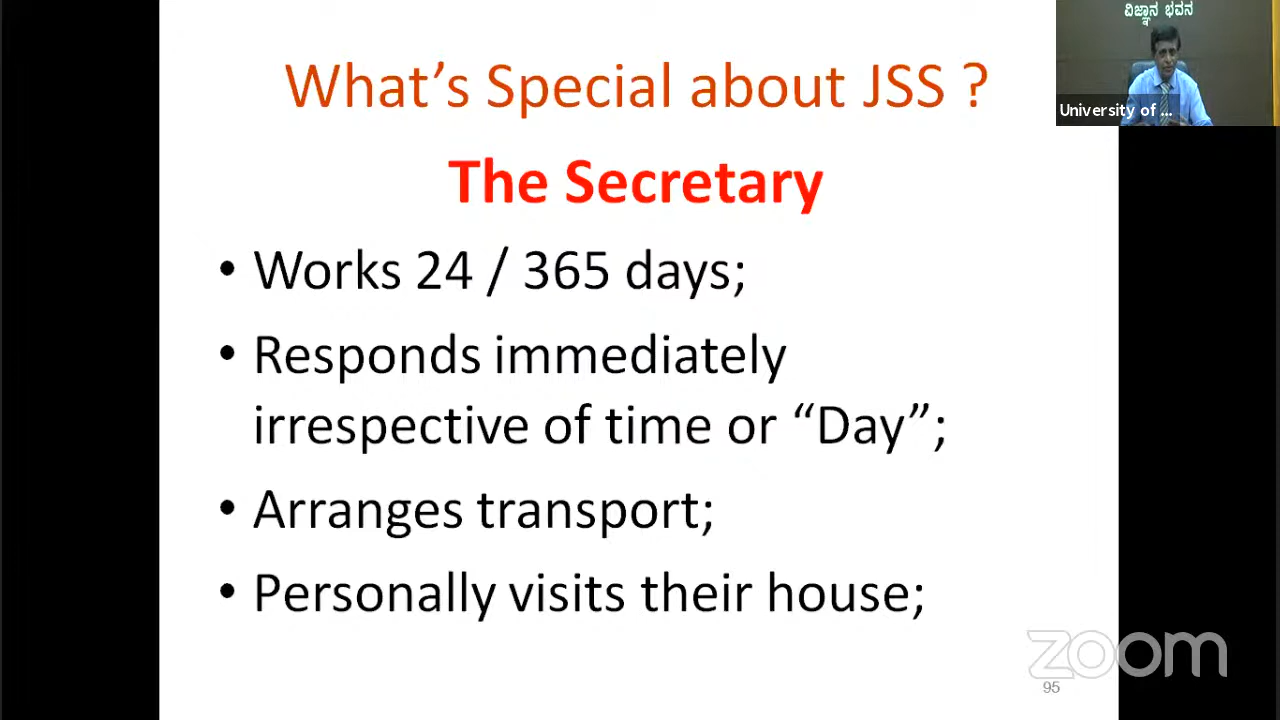 ವಿಜ್ಞಾನ ಭವನ
University of ...
What's Special about JSS ?
The Secretary
• Works 24 / 365 days;
• Responds immediately
irrespective of time or “Day”;
• Arranges transport;
• Personally visits their house;
zoom
95